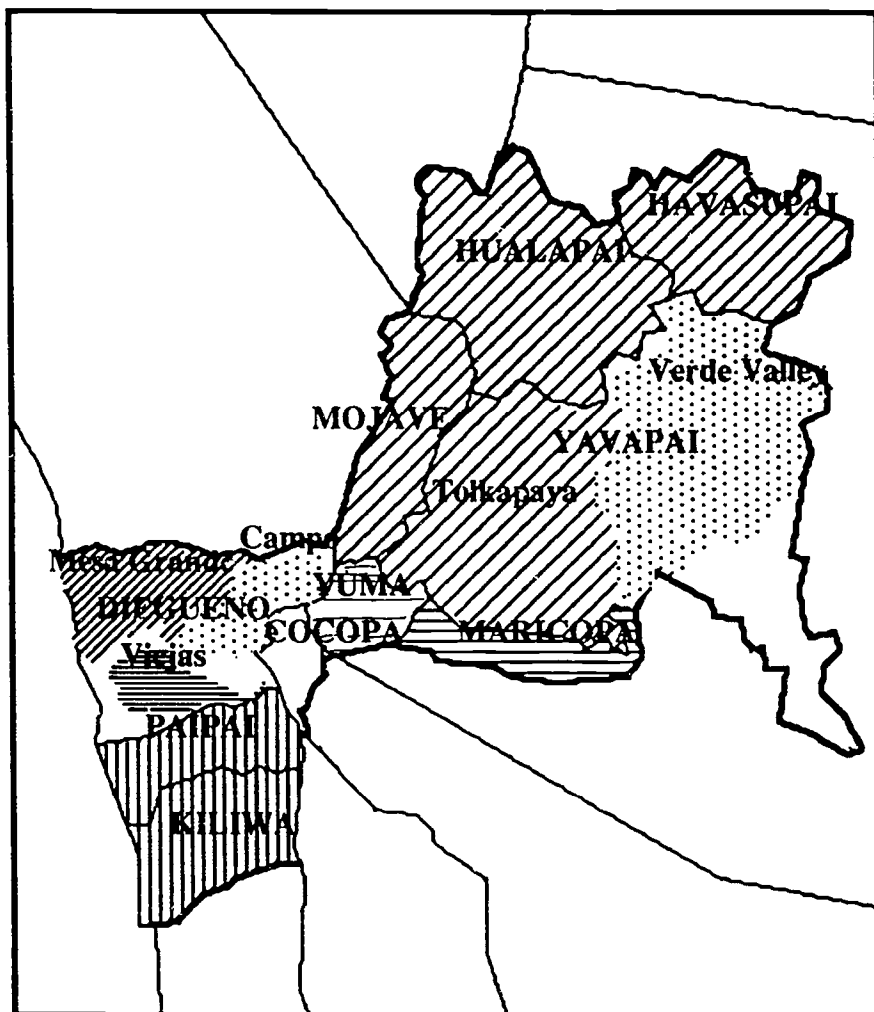 HAVASUPAI
HUALAPAI
Verde Valley
MOJAVE
YAVAPAI
Tolkapaya
Campo
Mesa Grande
YUMA
DIEGUENO
COCOPA
MARICOPA
Viejas
PAIPAI
KILIWA